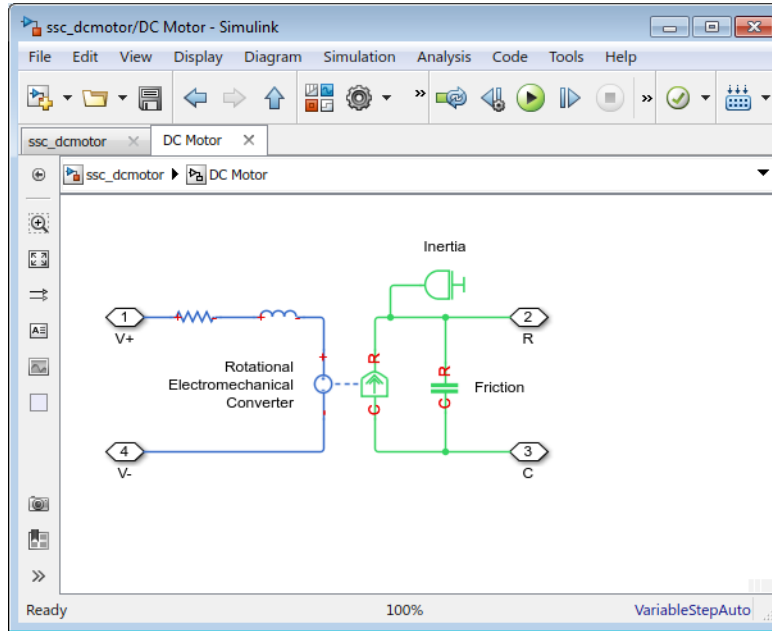 ssc_dcmotor/DC Motor - Simulink
File Edit View Display Diagram Simulation Analysis Code Tools Help
ssc_dcmotor DC Motor
ssc_dcmotor DC Motor
Inertia
1
V+
+ - + -
2
R
+
R
R
Rotational
Electromechanical
Converter
Friction
-
C
C
4
V-
3
C
Ready 100% VariableStepAuto